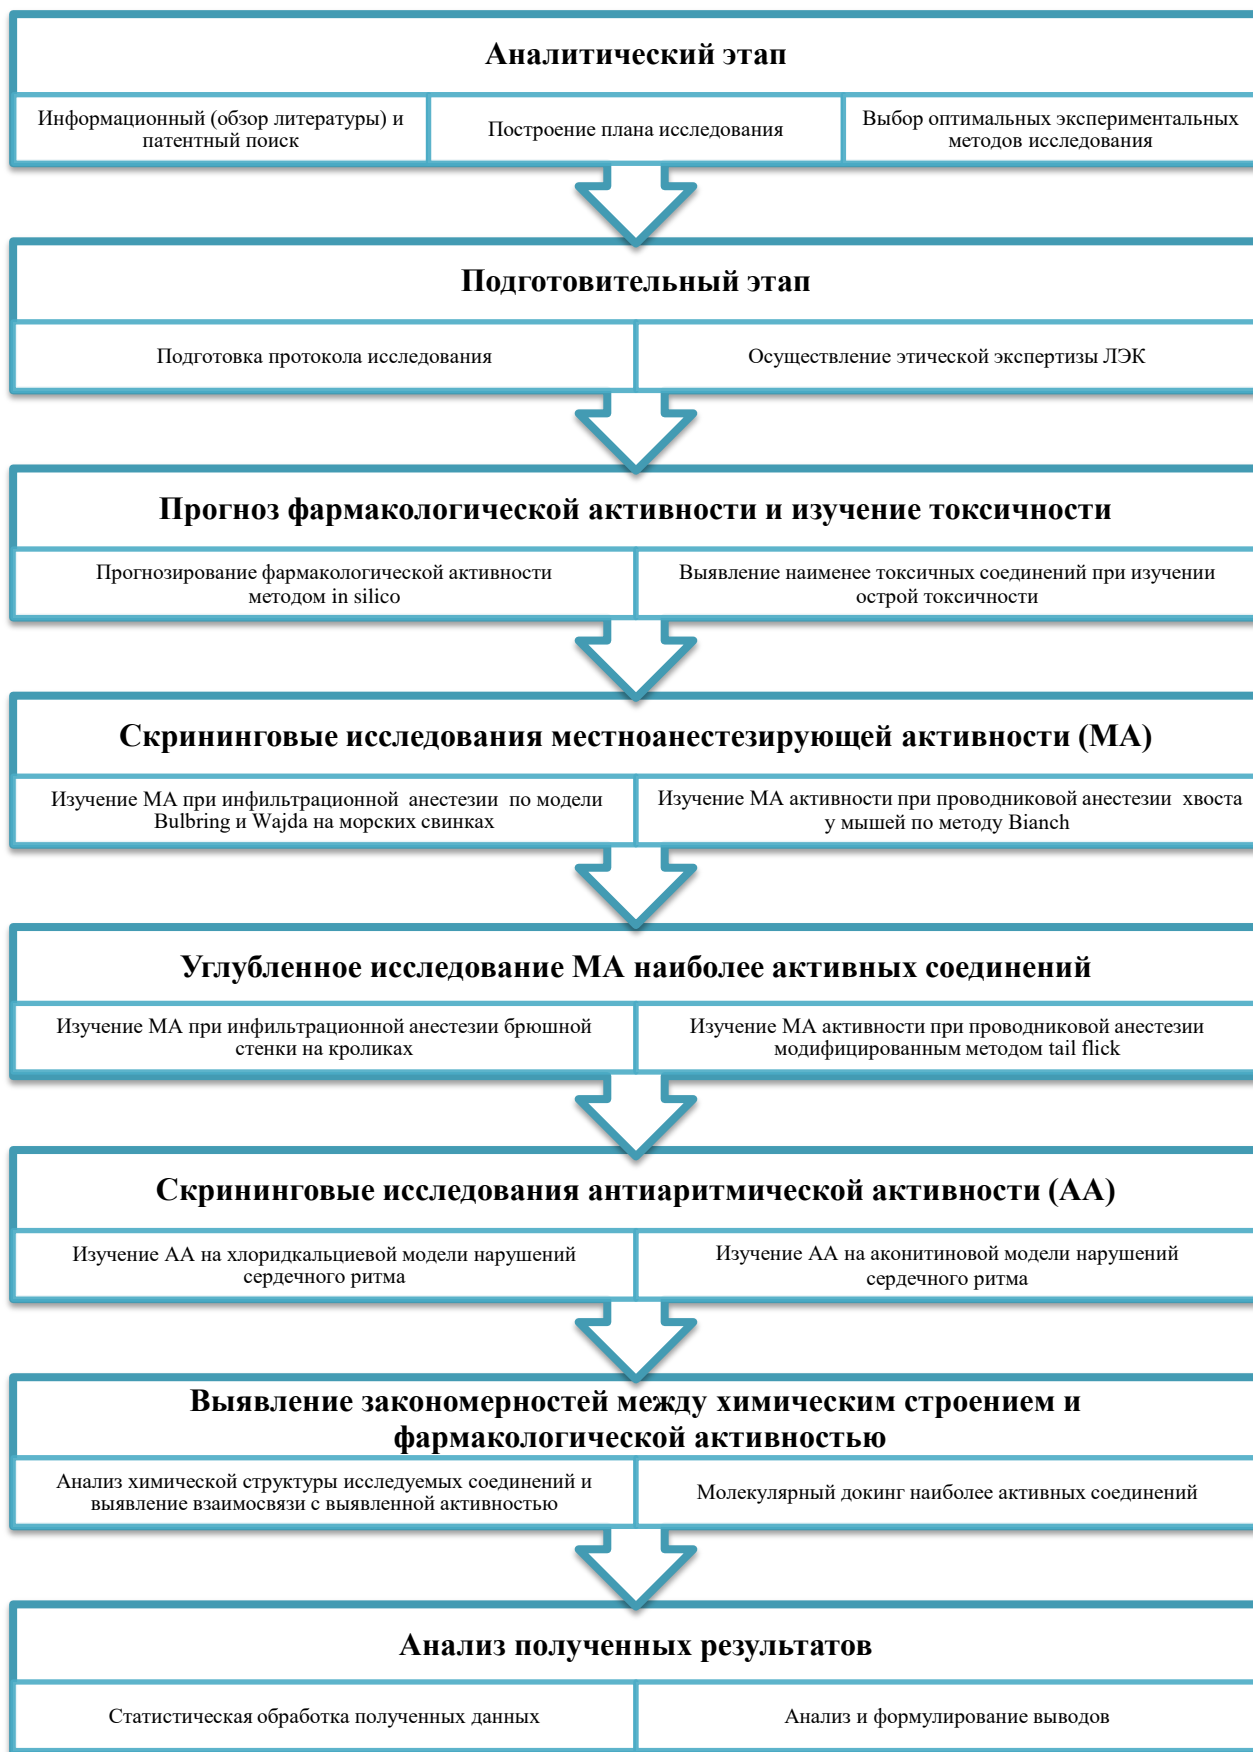 Аналитический этап
Информационный (обзор литературы) и
патентный поиск
Построение плана исследования
Выбор оптимальных экспериментальных
методов исследования
Подготовительный этап
Подготовка протокола исследования
Осуществление этической экспертизы ЛЭК
Прогноз фармакологической активности и изучение токсичности
Прогнозирование фармакологической активности
методом in silico
Выявление наименее токсичных соединений при изучении
острой токсичности
Скрининговые исследования местноанестезирующей активности (МА)
Изучение МА при инфильтрационной анестезии по модели
Bulbring и Wajda на морских свинках
Изучение МА активности при проводниковой анестезии хвоста
у мышей по методу Bianch
Углубленное исследование МА наиболее активных соединений
Изучение МА при инфильтрационной анестезии брюшной
стенки на кроликах
Изучение МА активности при проводниковой анестезии
модифицированным методом tail flick
Скрининговые исследования антиаритмической активности (АА)
Изучение АА на хлоридкальциевой модели нарушений
сердечного ритма
Изучение АА на аконитиновой модели нарушений
сердечного ритма
Выявление закономерностей между химическим строением и
фармакологической активностью
Анализ химической структуры исследуемых соединений и
выявление взаимосвязи с выявленной активностью
Молекулярный докинг наиболее активных соединений
Анализ полученных результатов
Статистическая обработка полученных данных
Анализ и формулирование выводов